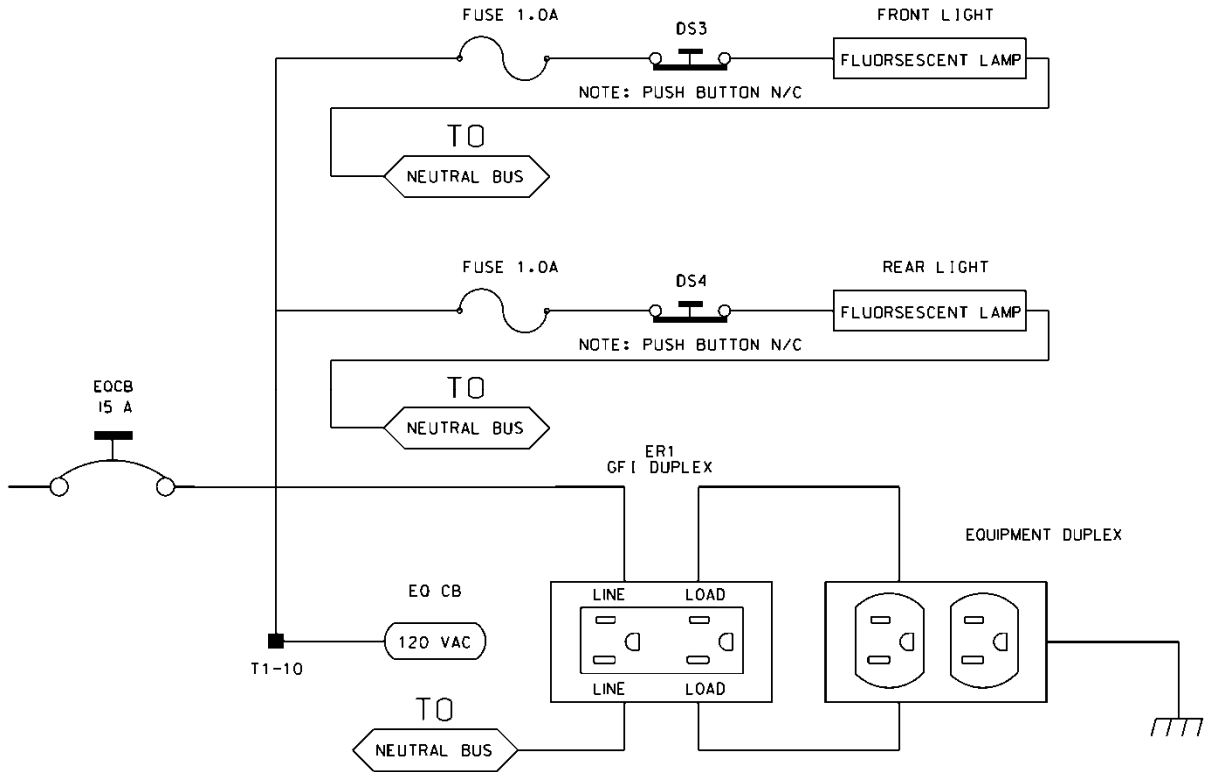 FUSE 1.0A
DS3
FRONT LIGHT
FLUORSESCENT LAMP
NOTE: PUSH BUTTON N/C
TO
NEUTRAL BUS
FUSE 1.0A
DS4
REAR LIGHT
FLUORSESCENT LAMP
NOTE: PUSH BUTTON N/C
TO
NEUTRAL BUS
EQCB
15 A
ER1
GFI DUPLEX
EQUIPMENT DUPLEX
EQ CB
120 VAC
T1-10
LINE LOAD
LINE LOAD
TO
NEUTRAL BUS